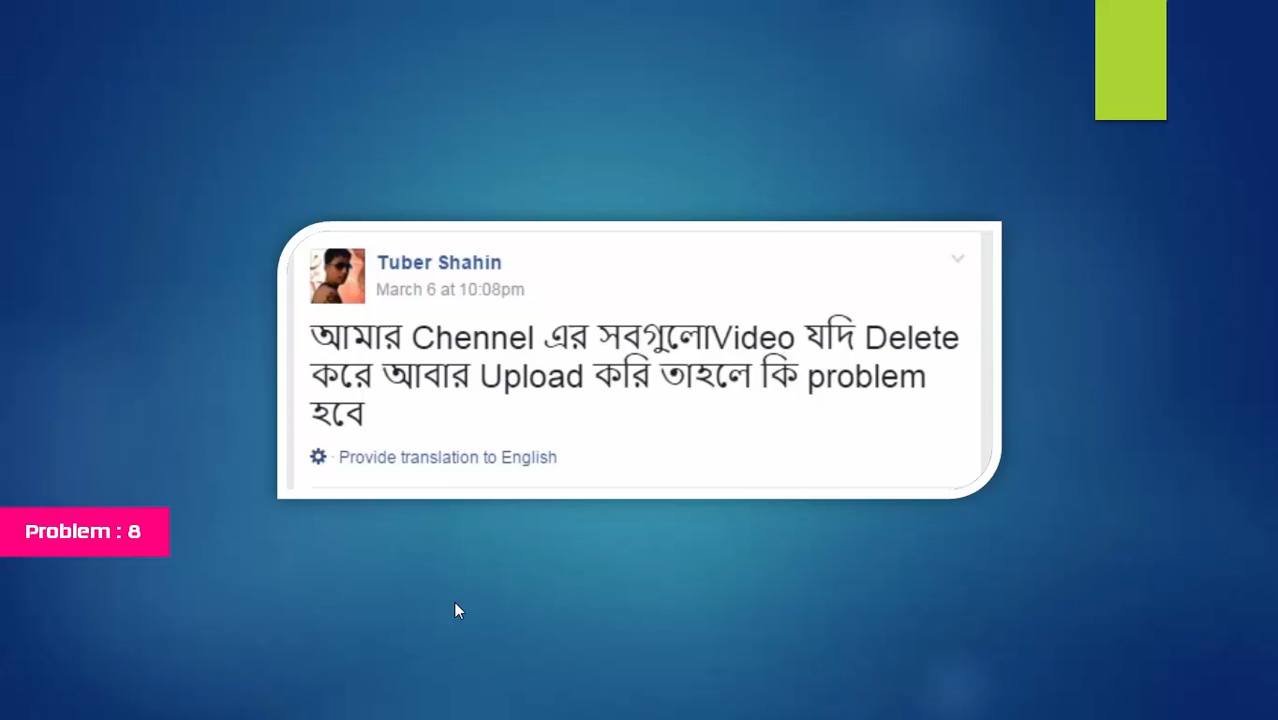 Tuber Shahin
March 6 at 10:08pm
আমার Chennel এর সবগুলোVideo যদি Delete
করে আবার Upload করি তাহলে কি problem
হবে
· Provide translation to English
Problem : 8